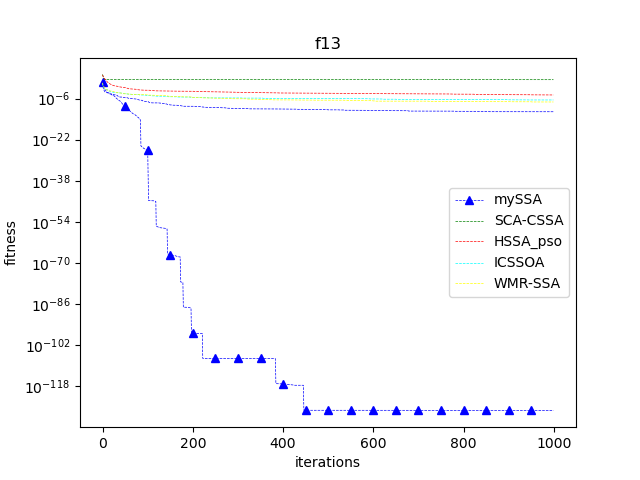 f13
fitness
10^-6
10^-22
10^-38
10^-54
10^-70
10^-86
10^-102
10^-118
mySSA
SCA-CSSA
HSSA_pso
ICSSOA
WMR-SSA
0 200 400 600 800 1000
iterations